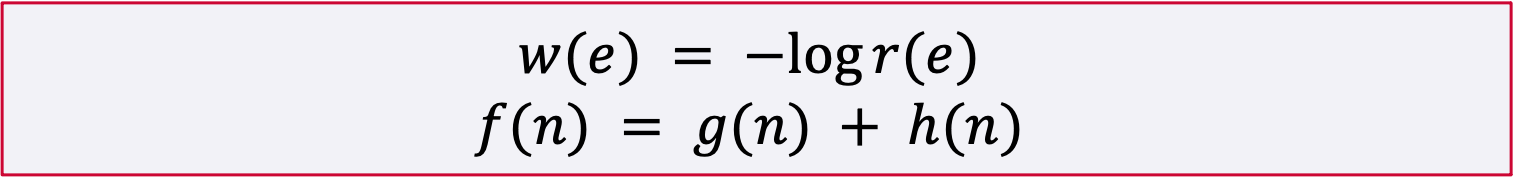 w(e) = −log r(e)
f(n) = g(n) + h(n)